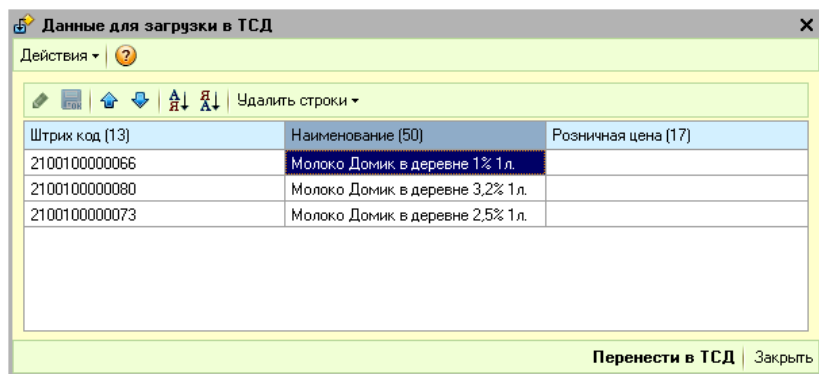 Данные для загрузки в ТСД
Действия
Удалить строки
Штрих код (13) Наименование (50) Розничная цена (17)
2100100000066 Молоко Домик в деревне 1% 1л.
2100100000080 Молоко Домик в деревне 3,2% 1л.
2100100000073 Молоко Домик в деревне 2,5% 1л.
Перенести в ТСД Закрыть